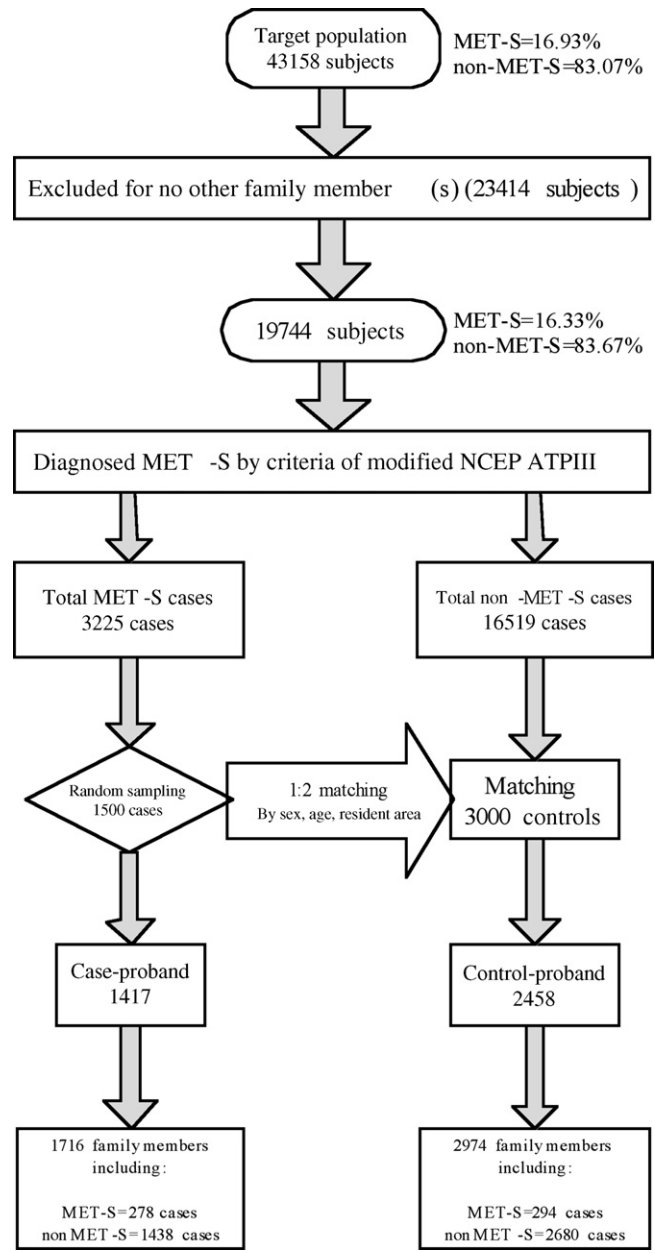 Target population
43158 subjects
MET-S=16.93%
non-MET-S=83.07%
Excluded for no other family member (s) (23414 subjects )
19744 subjects
MET-S=16.33%
non-MET-S=83.67%
Diagnosed MET -S by criteria of modified NCEP ATPIII
Total MET -S cases
3225 cases
Total non -MET -S cases
16519 cases
Random sampling
1500 cases
1:2 matching
By sex, age, resident area
Matching
3000 controls
Case-proband
1417
Control-proband
2458
1716 family members
including :
MET-S=278 cases
non MET -S=1438 cases
2974 family members
including :
MET-S=294 cases
non MET -S=2680 cases